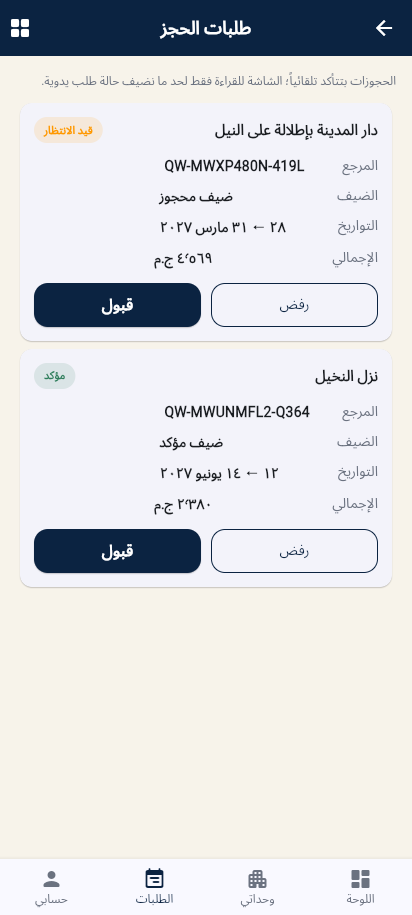 طلبات الحجز
الحجوزات بتتأكد تلقائياً؛ الشاشة للقراءة فقط لحد ما نضيف حالة طلب يدوية.
دار المدينة بإطلالة على النيل
قيد الانتظار
المرجع QW-MWXP480N-419L
الضيف ضيف محجوز
التواريخ ٢٨ ← ٣١ مارس ٢٠٢٧
الإجمالي ٤٬٥٦٩ ج.م
رفض
قبول
نزل النخيل
مؤكد
المرجع QW-MWUNMFL2-Q364
الضيف ضيف مؤكد
التواريخ ١٢ ← ١٤ يونيو ٢٠٢٧
الإجمالي ٢٬٣٨٠ ج.م
رفض
قبول
اللوحة
وحداتي
الطلبات
حسابي